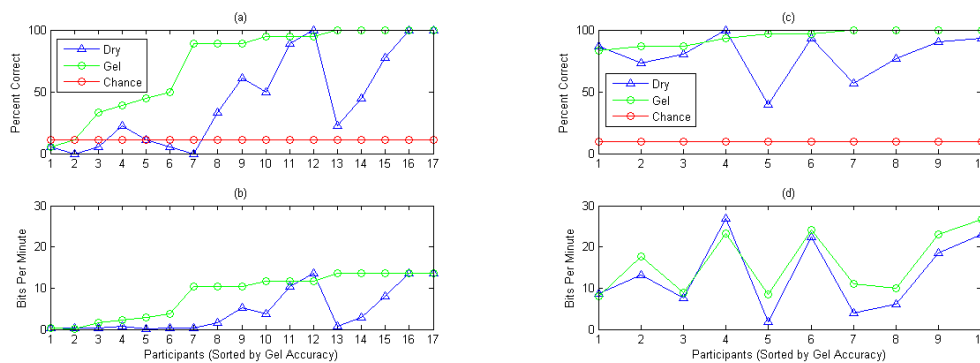 (a)
100
50
0
Percent Correct
Dry
Gel
Chance
1 2 3 4 5 6 7 8 9 10 11 12 13 14 15 16 17
(c)
100
50
0
Percent Correct
Dry
Gel
Chance
1 2 3 4 5 6 7 8 9 1
(b)
30
20
10
0
Bits Per Minute
1 2 3 4 5 6 7 8 9 10 11 12 13 14 15 16 17
Participants (Sorted by Gel Accuracy)
(d)
30
20
10
0
Bits Per Minute
1 2 3 4 5 6 7 8 9 1
Participants (Sorted by Gel Accuracy)